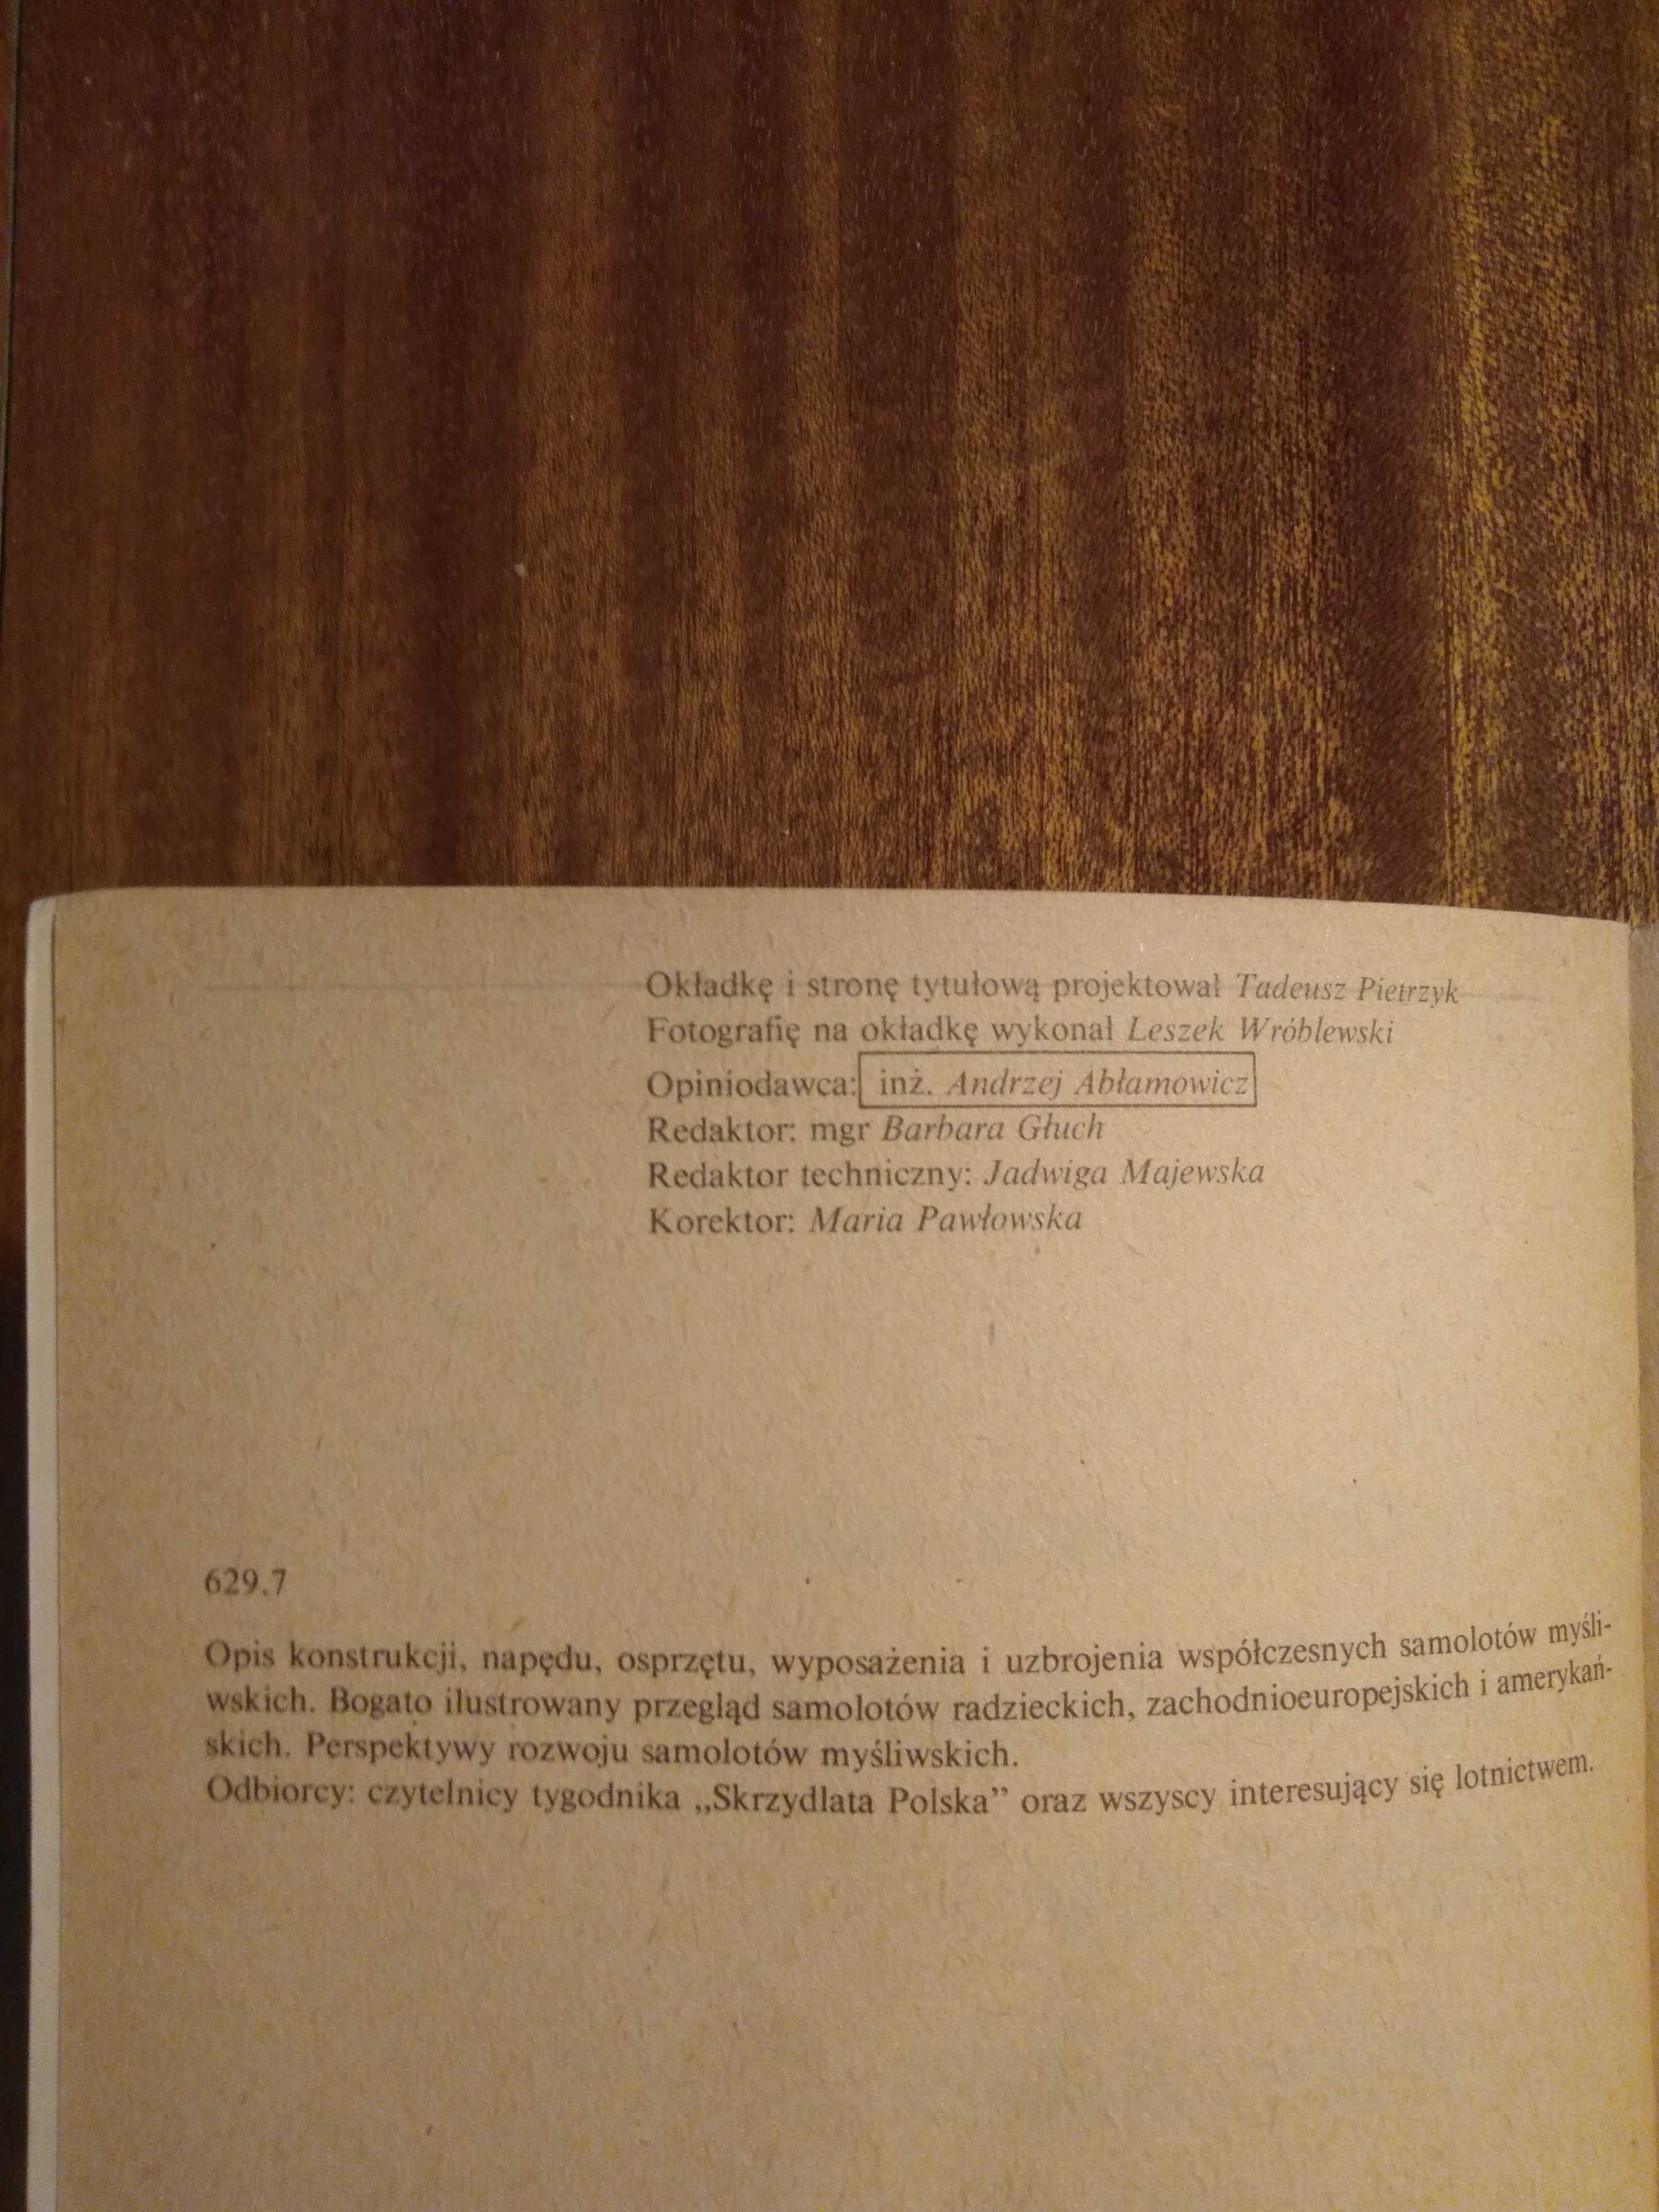 Okładkę i stronę tytułową projektował Tadeusz Pietrzyk
Fotografię na okładkę wykonał Leszek Wróblewski
Opiniodawca: inż. Andrzej Abłamowicz
Redaktor: mgr Barbara Głuch
Redaktor techniczny: Jadwiga Majewska
Korektor: Maria Pawłowska
629.7
Opis konstrukcji, napędu, osprzętu, wyposażenia i uzbrojenia współczesnych samolotów myśli-
wskich. Bogato ilustrowany przegląd samolotów radzieckich, zachodnioeuropejskich i amerykań-
skich. Perspektywy rozwoju samolotów myśliwskich.
Odbiorcy: czytelnicy tygodnika „Skrzydlata Polska” oraz wszyscy interesujący się lotnictwem.